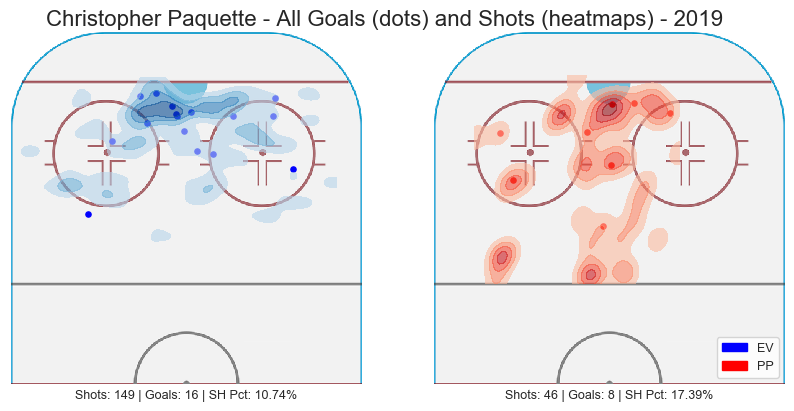 Christopher Paquette - All Goals (dots) and Shots (heatmaps) - 2019
EV
PP
Shots: 149 | Goals: 16 | SH Pct: 10.74%
Shots: 46 | Goals: 8 | SH Pct: 17.39%